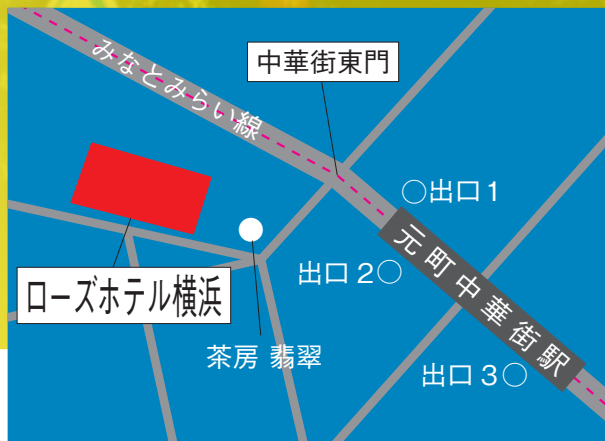 みなとみらい線
中華街東門
○出口1
元町中華街駅
出口2○
ローズホテル横浜
茶房 翡翠
出口3○